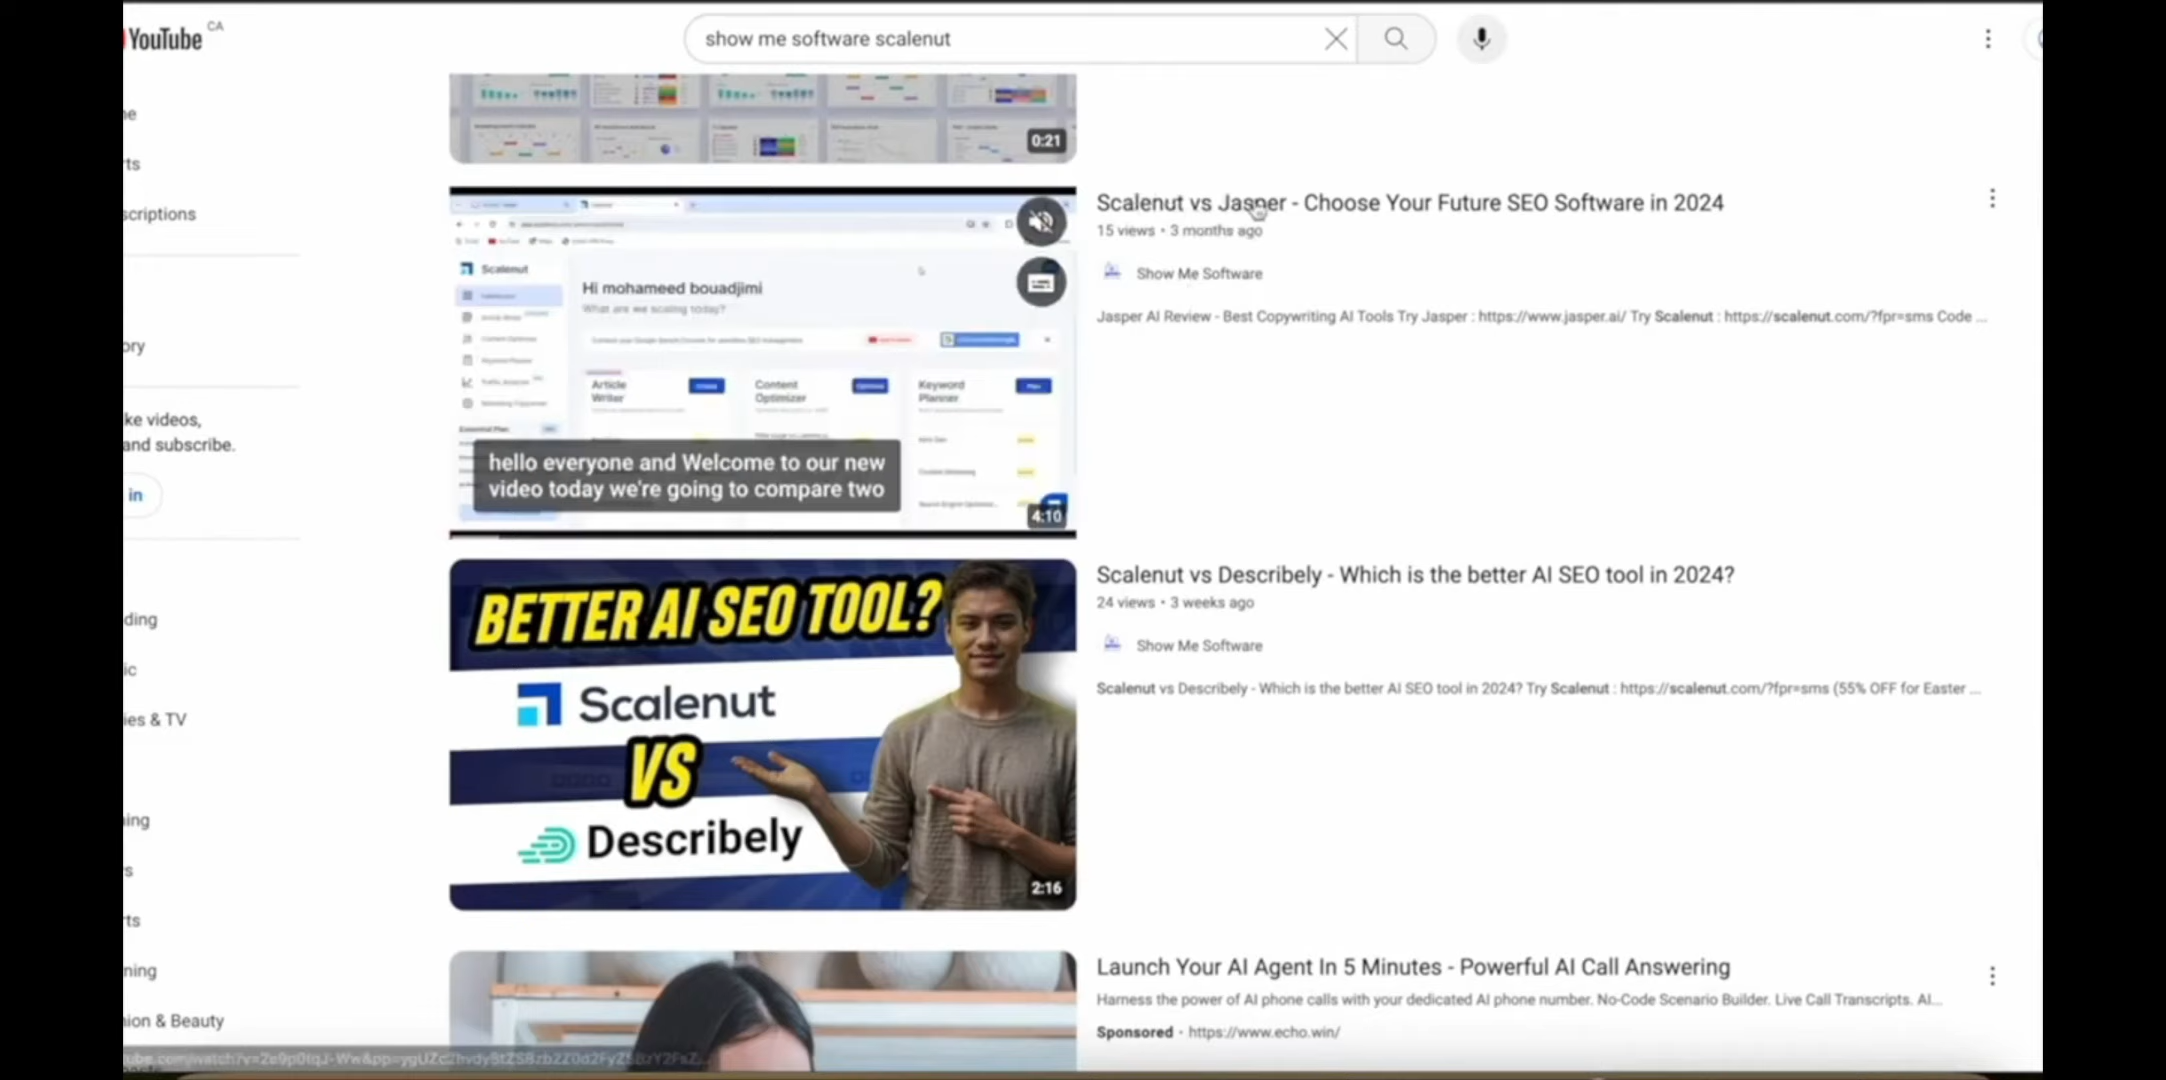 YouTube CA
show me software scalenut
scriptions
ke videos,
and subscribe.
in
0:21
Scalenut
Hi mohameed bouadjimi
What are we scaling today?
Article
Writer
Content
Optimizer
Keyword
Planner
hello everyone and Welcome to our new
video today we're going to compare two
4:10
Scalenut vs Jasper - Choose Your Future SEO Software in 2024
15 views • 3 months ago
Show Me Software
Jasper AI Review - Best Copywriting AI Tools Try Jasper : https://www.jasper.ai/ Try Scalenut : https://scalenut.com/?fpr=sms Code ...
BETTER AI SEO TOOL?
Scalenut
VS
Describely
2:16
Scalenut vs Describely - Which is the better AI SEO tool in 2024?
24 views • 3 weeks ago
Show Me Software
Scalenut vs Describely - Which is the better AI SEO tool in 2024? Try Scalenut : https://scalenut.com/?fpr=sms (55% OFF for Easter ...
Launch Your AI Agent In 5 Minutes - Powerful AI Call Answering
Harness the power of AI phone calls with your dedicated AI phone number. No-Code Scenario Builder. Live Call Transcripts. AI...
Sponsored · https://www.echo.win/
ne
rts
ory
ding
ic
ies & TV
ning
s
rts
ning
ion & Beauty